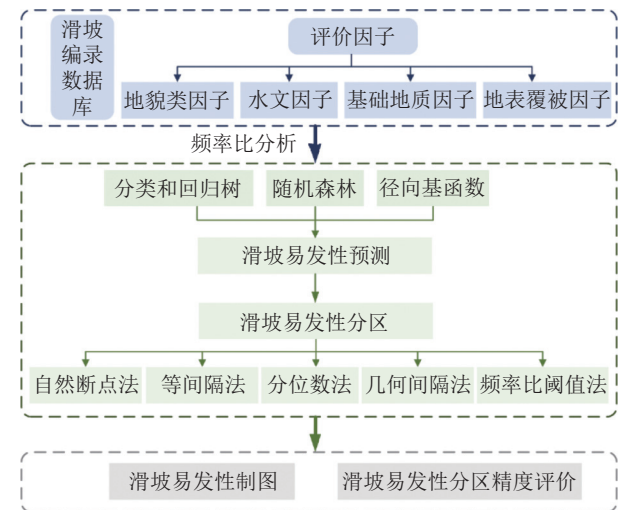 滑坡
编录
数据
库
评价因子
地貌类因子
水文因子
基础地质因子
地表覆被因子
频率比分析
分类和回归树
随机森林
径向基函数
滑坡易发性预测
滑坡易发性分区
自然断点法
等间隔法
分位数法
几何间隔法
频率比阈值法
滑坡易发性制图
滑坡易发性分区精度评价